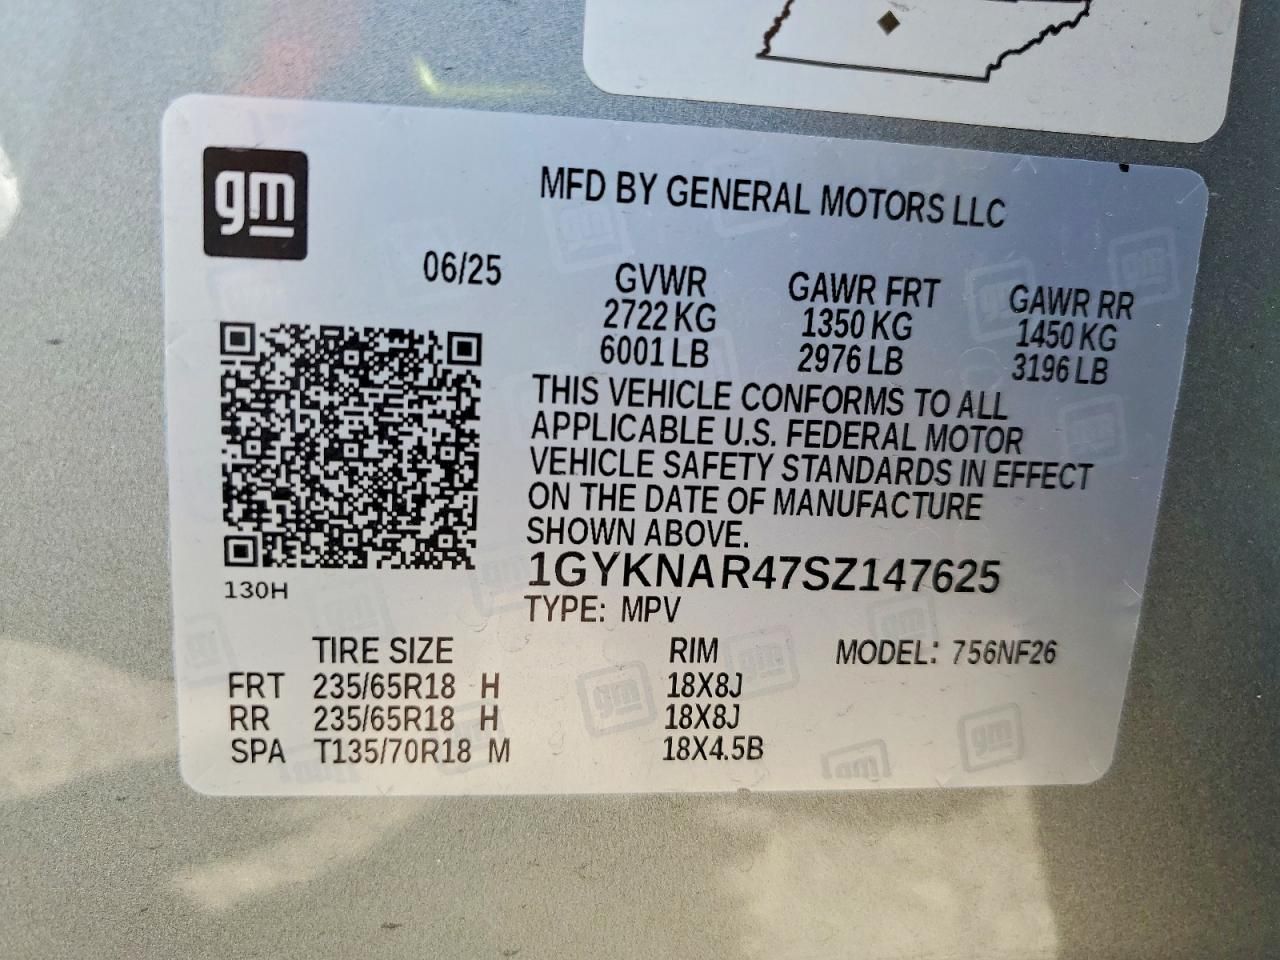 gm
MFD BY GENERAL MOTORS LLC
06/25
GVWR GAWR FRT GAWR RR
2722 KG 1350 KG 1450 KG
6001 LB 2976 LB 3196 LB
THIS VEHICLE CONFORMS TO ALL
APPLICABLE U.S. FEDERAL MOTOR
VEHICLE SAFETY STANDARDS IN EFFECT
ON THE DATE OF MANUFACTURE
SHOWN ABOVE.
1GYKNAR47SZ147625
130H
TYPE: MPV
TIRE SIZE RIM MODEL: 756NF26
FRT 235/65R18 H 18X8J
RR 235/65R18 H 18X8J
SPA T135/70R18 M 18X4.5B